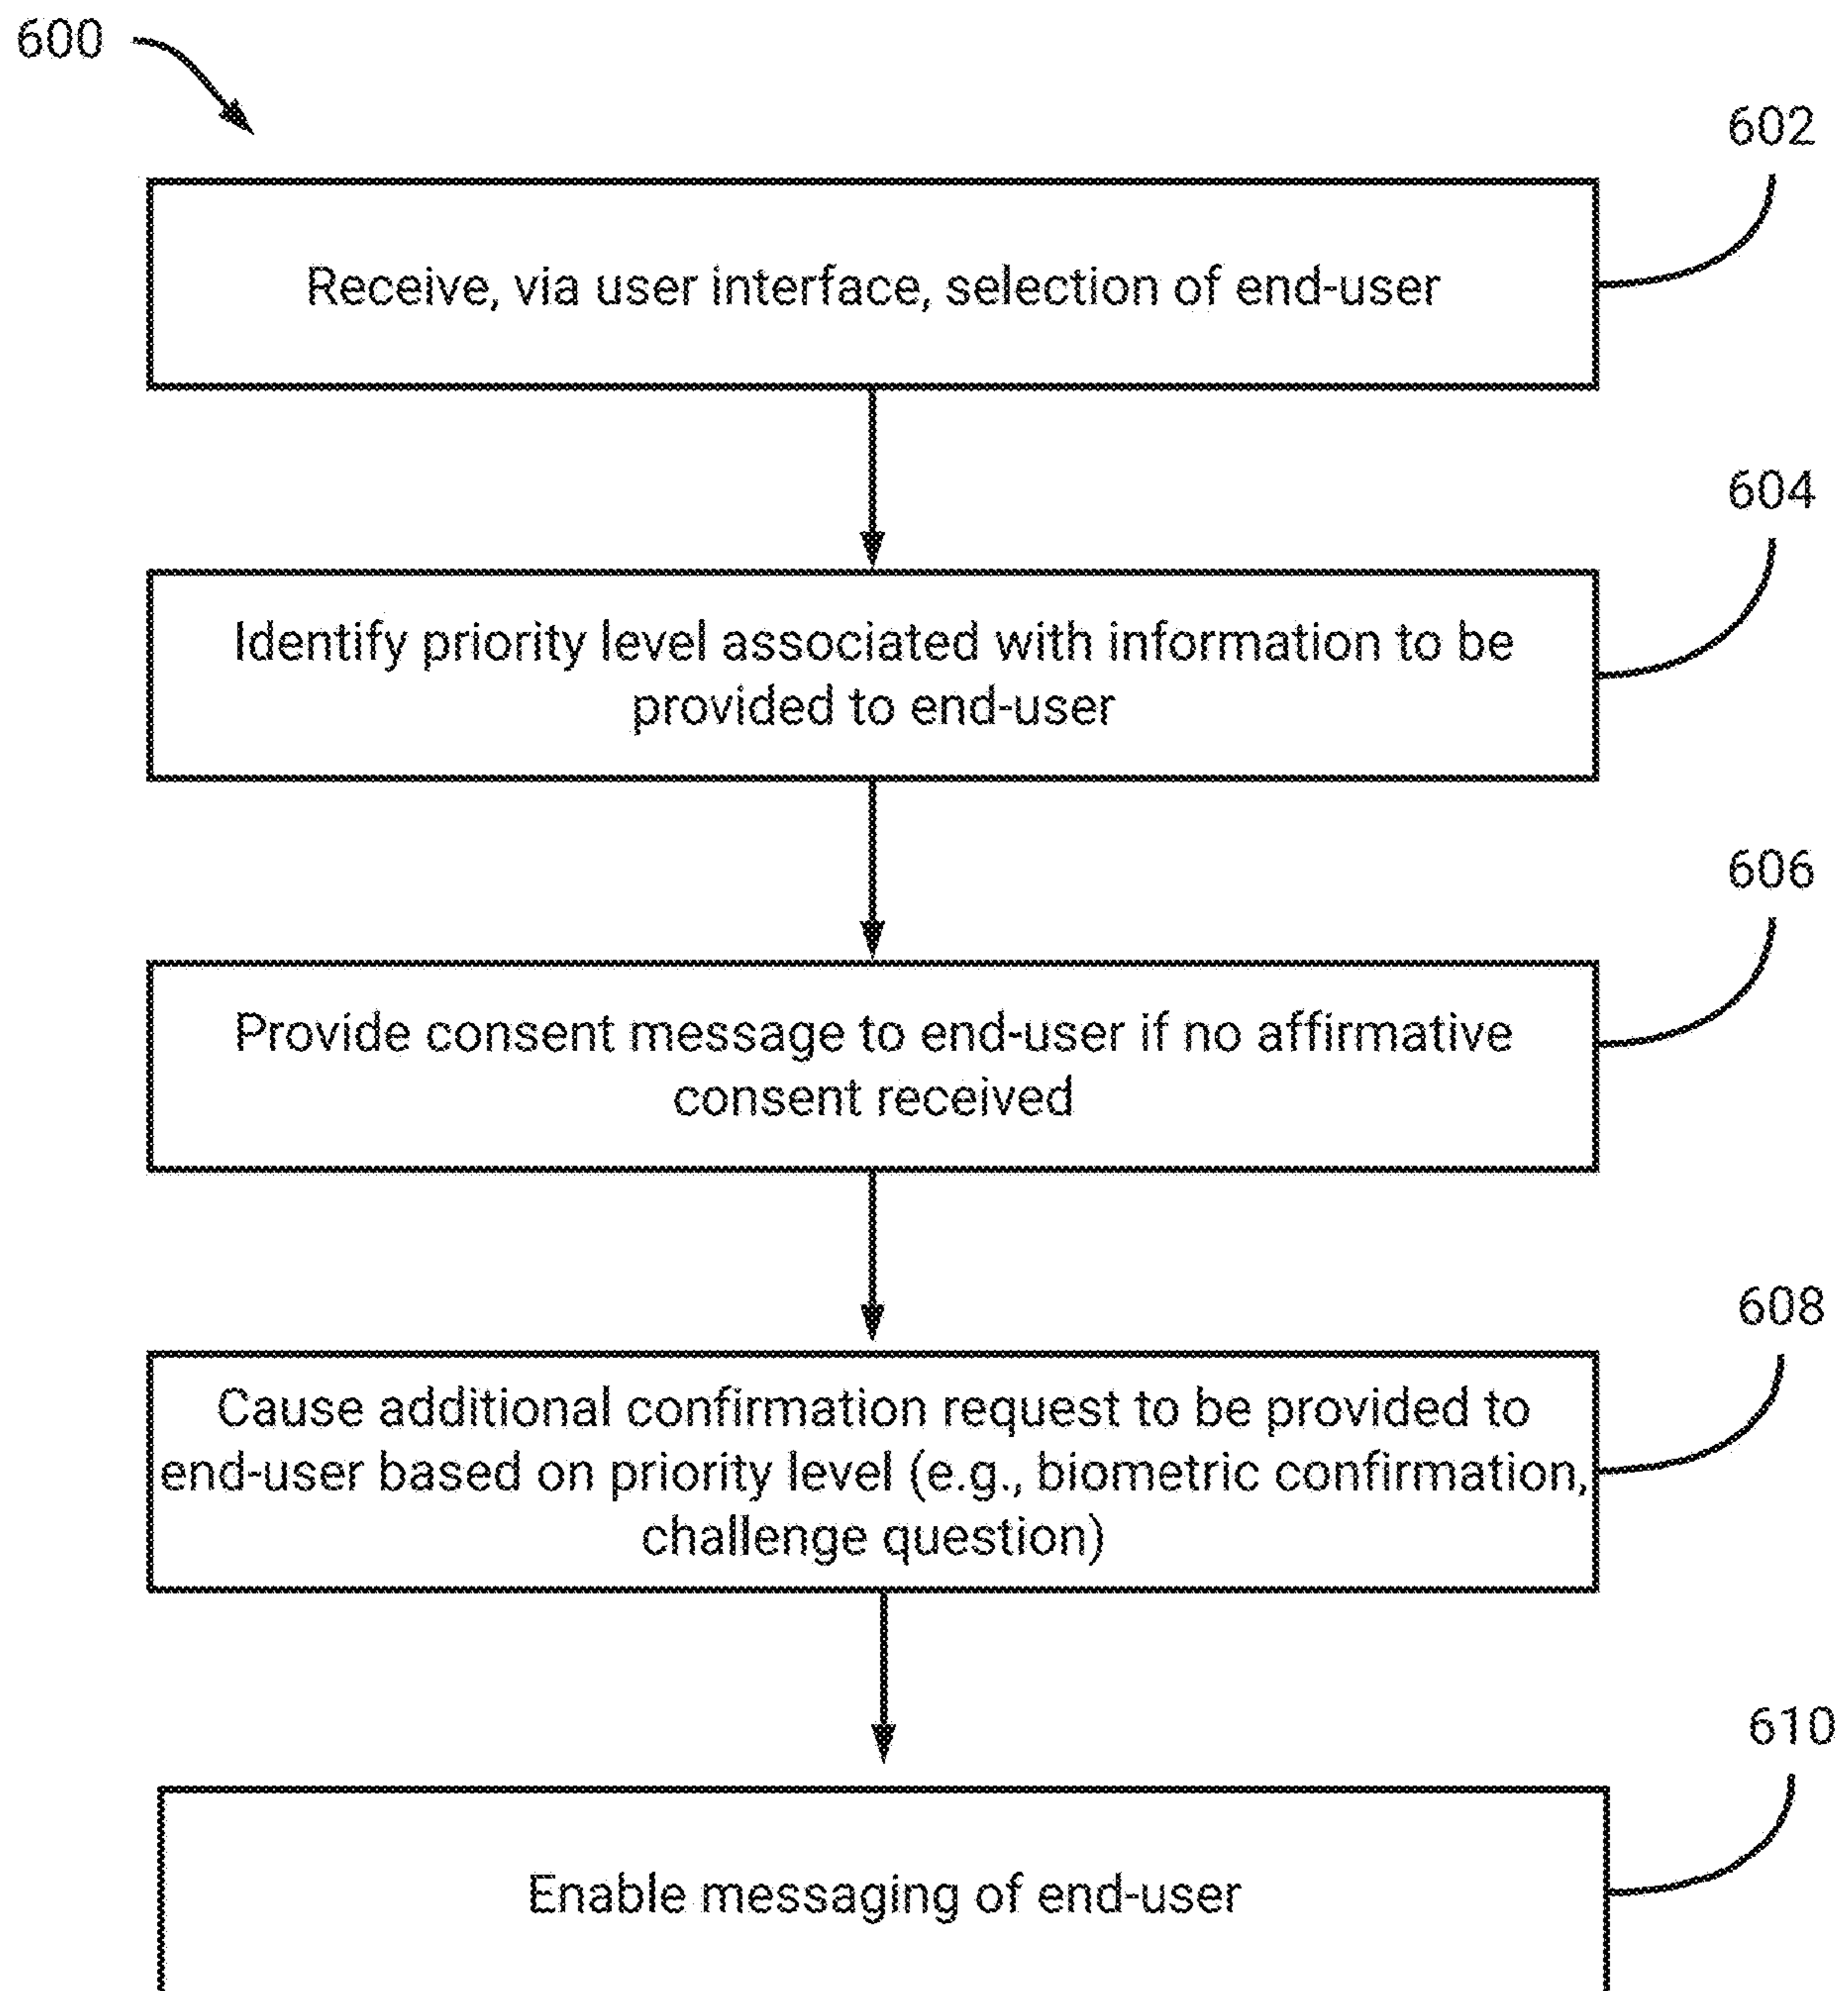 600
602
Receive, via user interface, selection of end-user
604
Identify priority level associated with information to be
provided to end-user
606
Provide consent message to end-user if no affirmative
consent received
608
Cause additional confirmation request to be provided to
end-user based on priority level (e.g., biometric confirmation,
challenge question)
610
Enable messaging of end-user